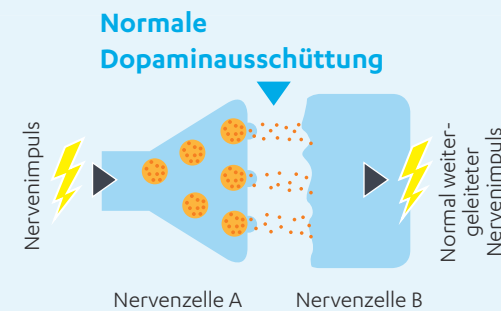 Normale
Dopaminausschüttung
Nervenimpuls
Normal weiter-
geleiteter
Nervenimpuls
Nervenzelle A
Nervenzelle B